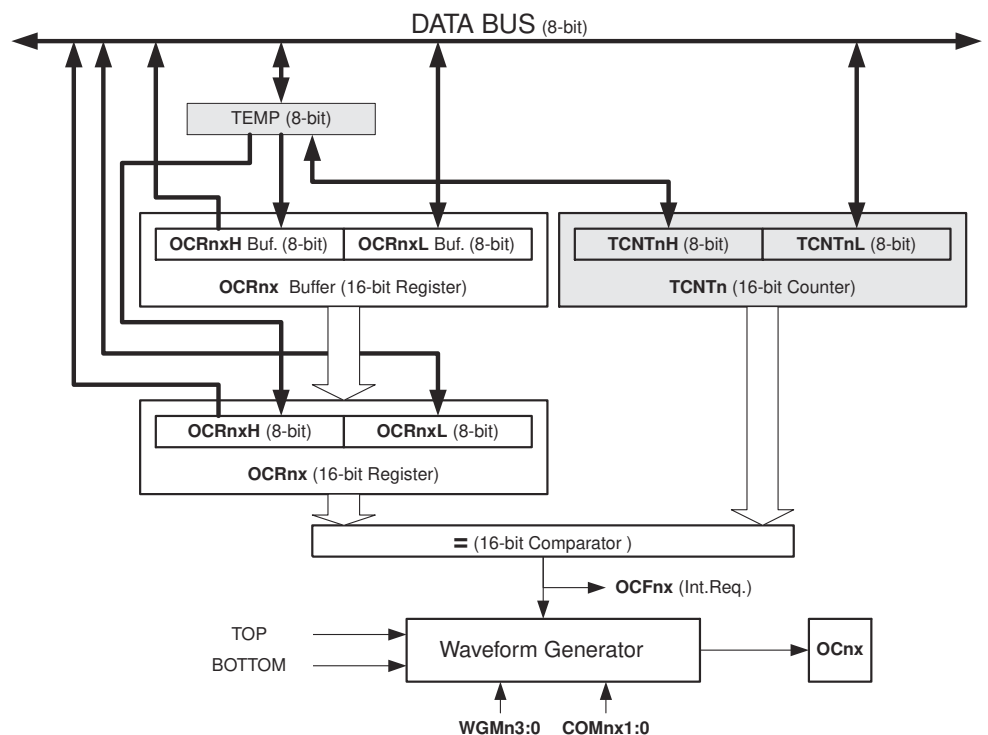 DATA BUS (8-bit)
TEMP (8-bit)
OCRnxH Buf. (8-bit)
OCRnxL Buf. (8-bit)
OCRnx Buffer (16-bit Register)
TCNTnH (8-bit)
TCNTnL (8-bit)
TCNTn (16-bit Counter)
OCRnxH (8-bit)
OCRnxL (8-bit)
OCRnx (16-bit Register)
= (16-bit Comparator )
OCFnx (Int.Req.)
TOP
BOTTOM
Waveform Generator
OCnx
WGMn3:0
COMnx1:0